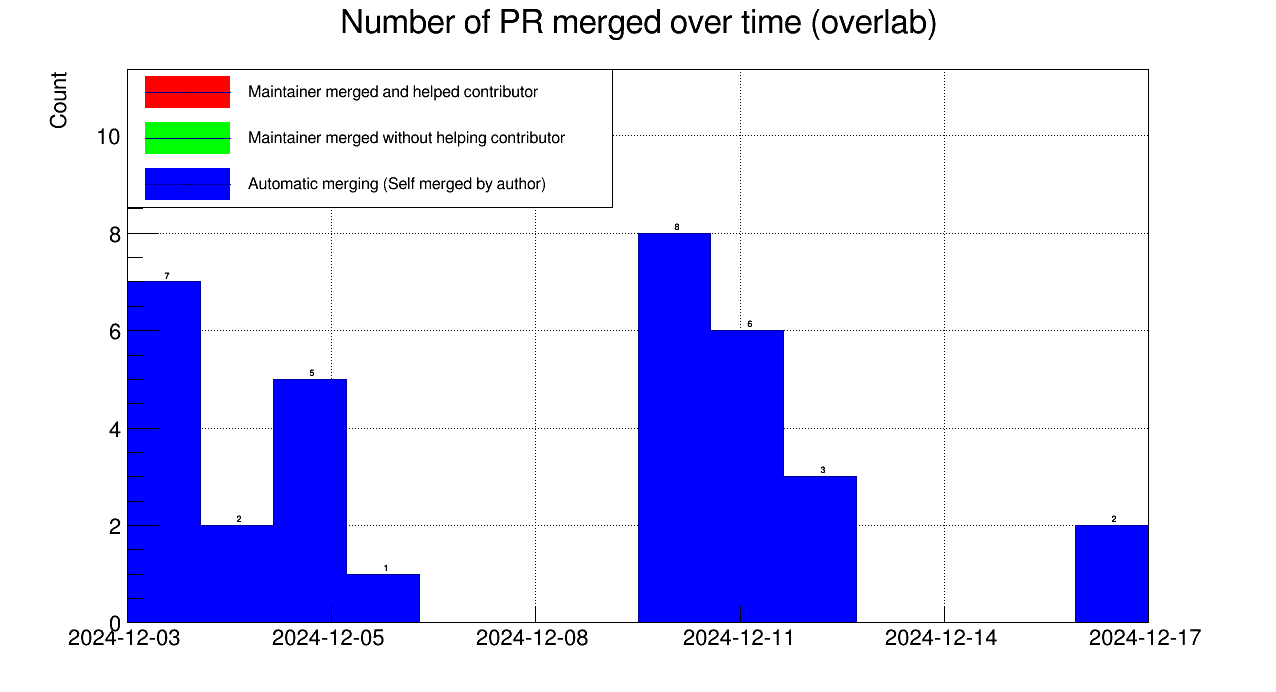 Number of PR merged over time (overlab)
Count
Maintainer merged and helped contributor
Maintainer merged without helping contributor
Automatic merging (Self merged by author)
10
8
6
4
2
0
7
2
5
1
8
6
3
2
2024-12-03 2024-12-05 2024-12-08 2024-12-11 2024-12-14 2024-12-17